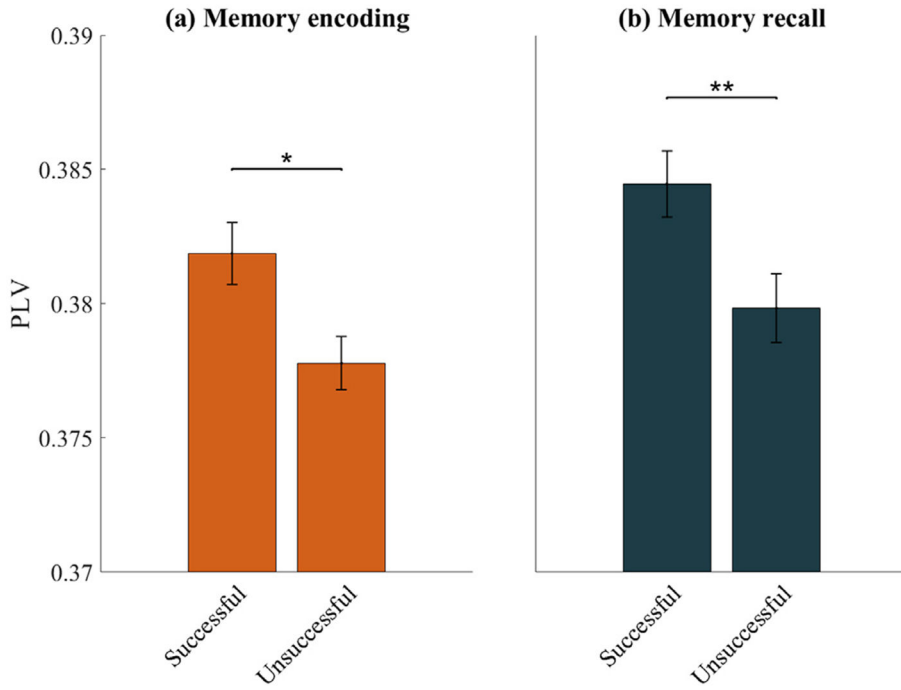 (a) Memory encoding
(b) Memory recall
0.39
0.385
0.38
0.375
0.37
PLV
*
**
Successful
Unsuccessful
Successful
Unsuccessful